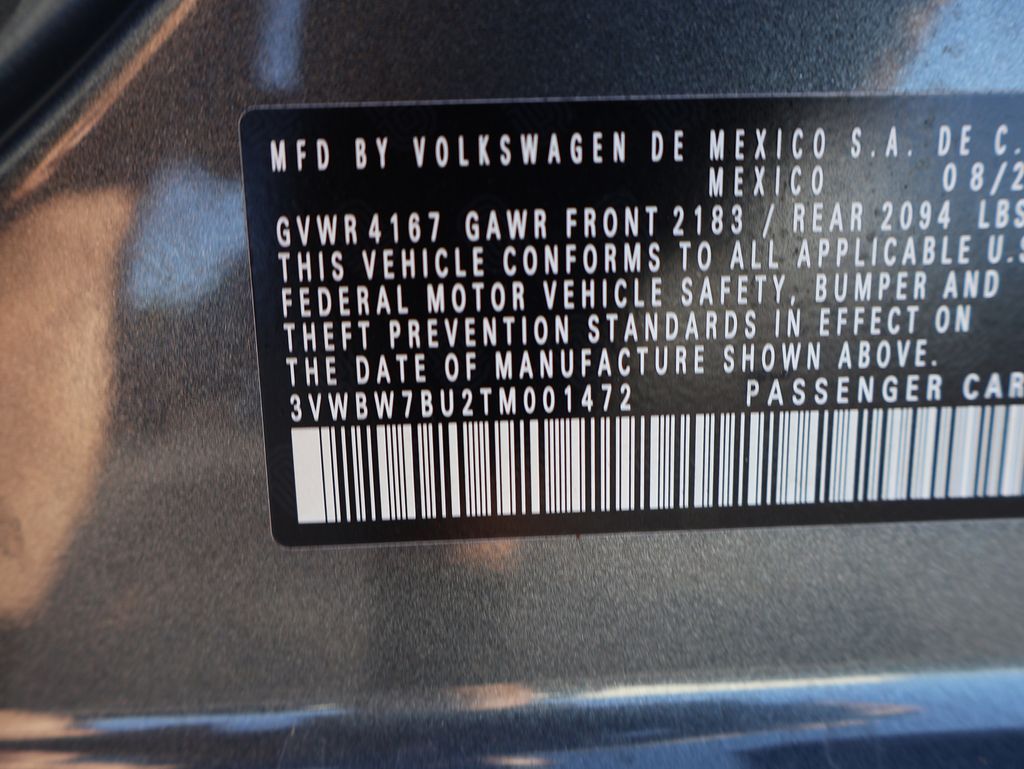 MFD BY VOLKSWAGEN DE MEXICO S.A. DE C.
MEXICO 08/2
GVWR 4167 GAWR FRONT 2183 / REAR 2094 LBS
THIS VEHICLE CONFORMS TO ALL APPLICABLE U.S
FEDERAL MOTOR VEHICLE SAFETY, BUMPER AND
THEFT PREVENTION STANDARDS IN EFFECT ON
THE DATE OF MANUFACTURE SHOWN ABOVE.
3VWBW7BU2TM001472 PASSENGER CAR